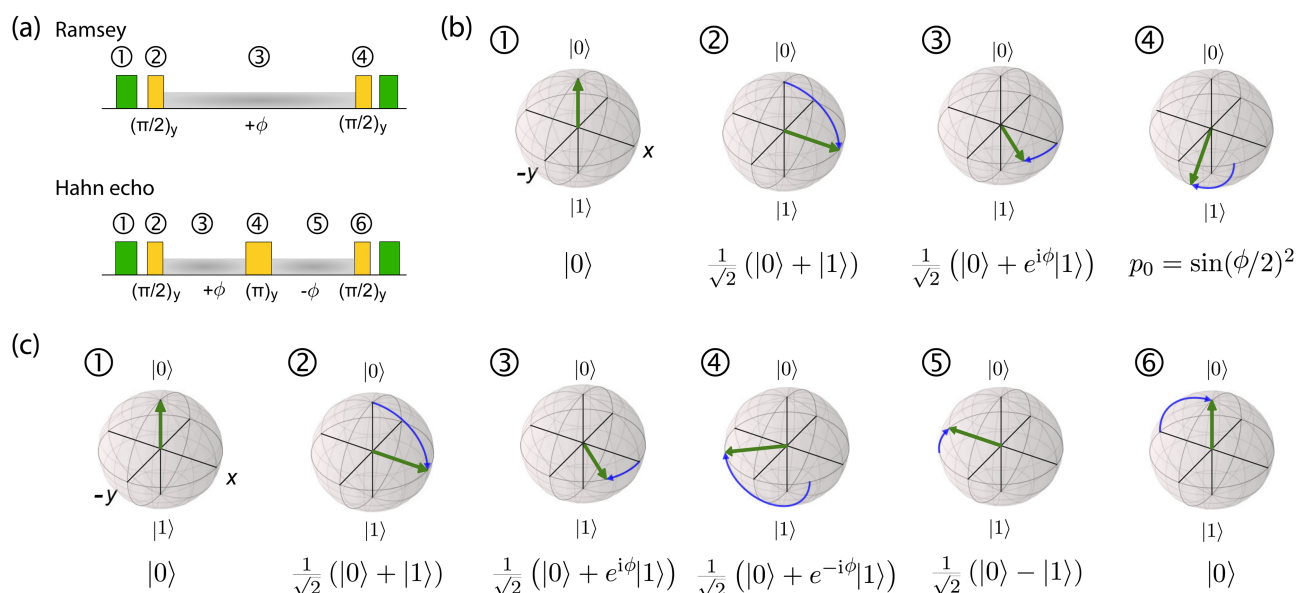 (a)
Ramsey
① ② ③ ④
(π/2)y +ϕ (π/2)y
Hahn echo
① ② ③ ④ ⑤ ⑥
(π/2)y +ϕ (π)y -ϕ (π/2)y
(b)
① ② ③ ④
|0⟩ |0⟩ |0⟩ |0⟩
x
-y
|1⟩ |1⟩ |1⟩ |1⟩
|0⟩ 1/√2 (|0⟩ + |1⟩) 1/√2 (|0⟩ + e^{iϕ}|1⟩) p₀ = sin(ϕ/2)²
(c)
① ② ③ ④ ⑤ ⑥
|0⟩ |0⟩ |0⟩ |0⟩ |0⟩ |0⟩
-y x
|1⟩ |1⟩ |1⟩ |1⟩ |1⟩ |1⟩
|0⟩ 1/√2 (|0⟩ + |1⟩) 1/√2 (|0⟩ + e^{iϕ}|1⟩) 1/√2 (|0⟩ + e^{-iϕ}|1⟩) 1/√2 (|0⟩ − |1⟩) |0⟩